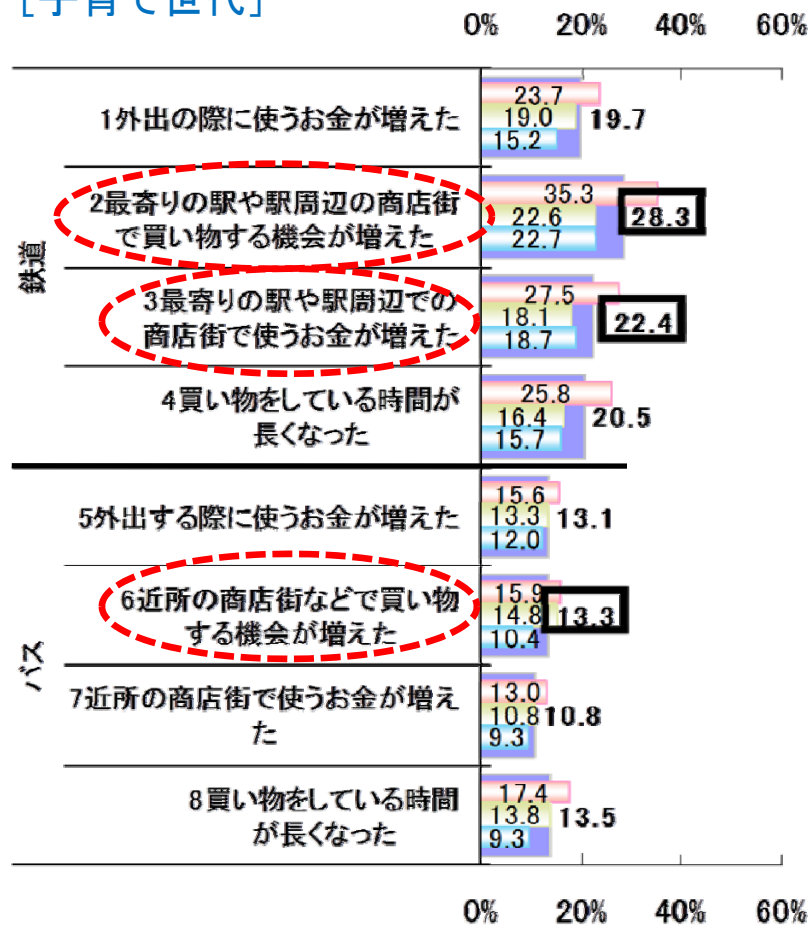 [子育て世代]
0% 20% 40% 60%
鉄道
1外出の際に使うお金が増えた
23.7
19.0
15.2
19.7
2最寄りの駅や駅周辺の商店街
で買い物する機会が増えた
35.3
22.6
22.7
28.3
3最寄りの駅や駅周辺での
商店街で使うお金が増えた
27.5
18.1
18.7
22.4
4買い物をしている時間が
長くなった
25.8
16.4
15.7
20.5
バス
5外出する際に使うお金が増えた
15.6
13.3
12.0
13.1
6近所の商店街などで買い物
する機会が増えた
15.9
14.8
10.4
13.3
7近所の商店街で使うお金が増え
た
13.0
10.8
9.3
10.8
8買い物をしている時間
が長くなった
17.4
13.8
9.3
13.5
0% 20% 40% 60%